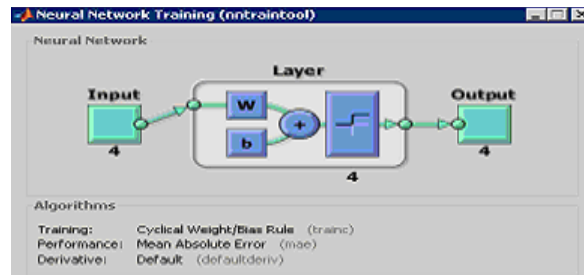 Neural Network Training (nntraintool)
Neural Network
Layer
Input
W
Output
b
+
4
4
4
Algorithms
Training: Cyclical Weight/Bias Rule (trainc)
Performance: Mean Absolute Error (mae)
Derivative: Default (defaultderiv)